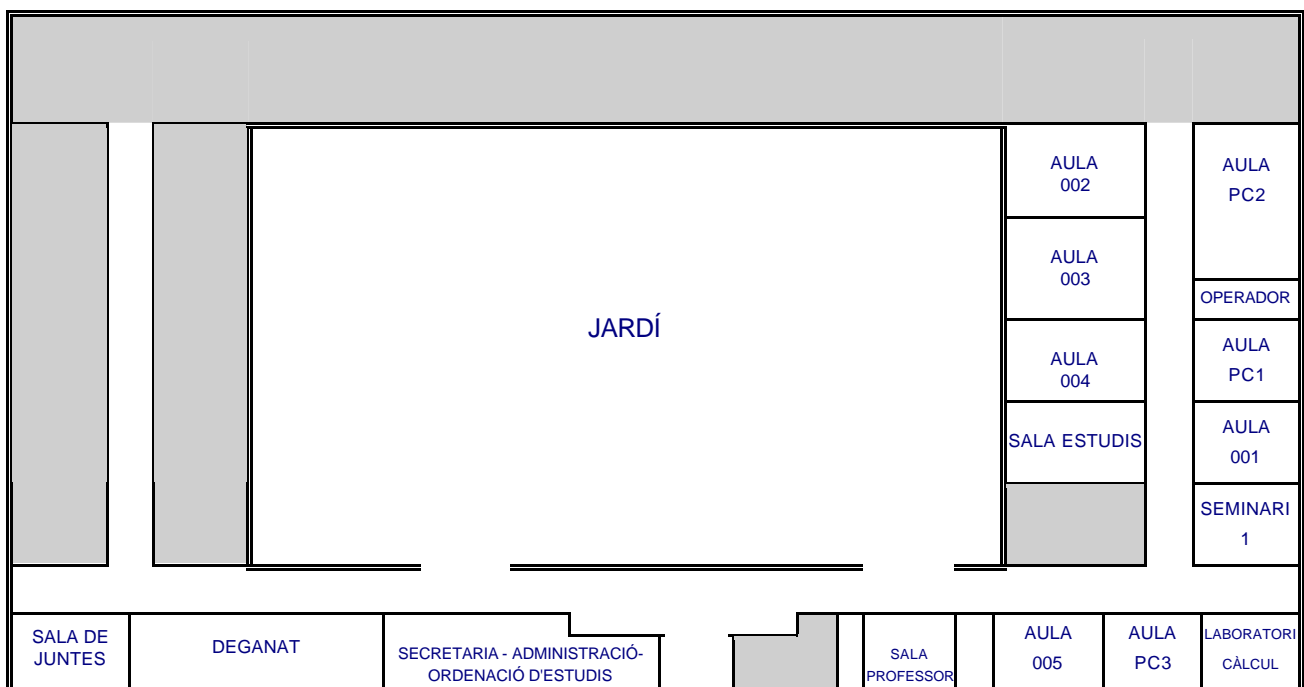 AULA
002
AULA
PC2
AULA
003
OPERADOR
JARDÍ
AULA
004
AULA
PC1
SALA ESTUDIS
AULA
001
SEMINARI
1
SALA DE
JUNTES
DEGANAT
SECRETARIA - ADMINISTRACIÓ-
ORDENACIÓ D'ESTUDIS
SALA
PROFESSOR
AULA
005
AULA
PC3
LABORATORI
CÀLCUL